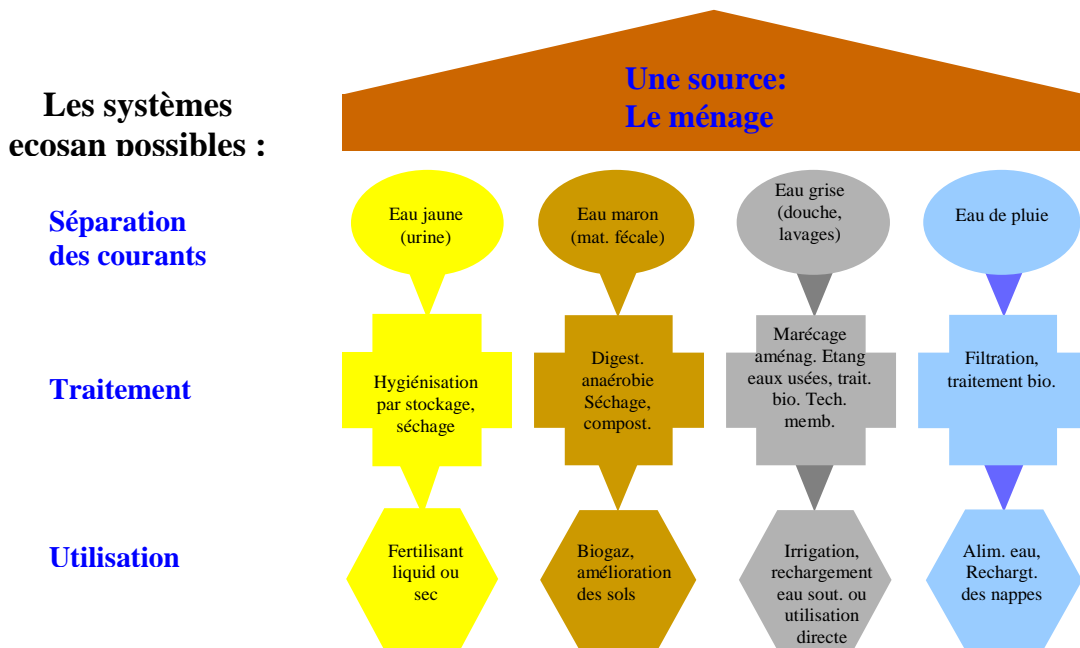 Une source:
Le ménage
Les systèmes
ecosan possibles :
Séparation
des courants
Eau jaune
(urine)
Eau maron
(mat. fécale)
Eau grise
(douche,
lavages)
Eau de pluie
Traitement
Hygiénisation
par stockage,
séchage
Digest.
anaérobie
Séchage,
compost.
Marécage
aménag. Etang
eaux usées, trait.
bio. Tech.
memb.
Filtration,
traitement bio.
Utilisation
Fertilisant
liquid ou
sec
Biogaz,
amélioration
des sols
Irrigation,
rechargement
eau sout. ou
utilisation
directe
Alim. eau,
Rechargt.
des nappes